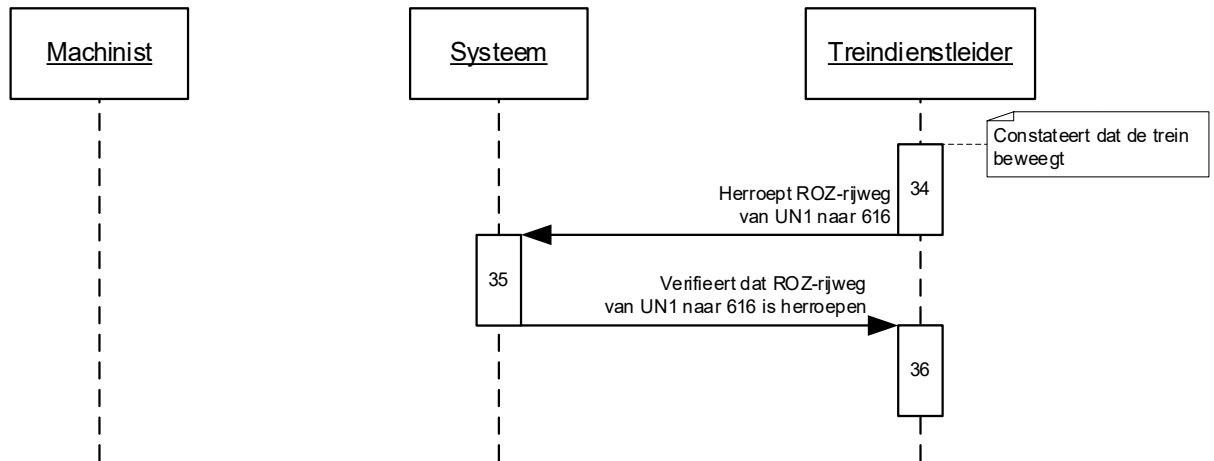 Machinist
Systeem
Treindienstleider
Constateert dat de trein
beweegt
34
Herroept ROZ-rijweg
van UN1 naar 616
35
Verifieert dat ROZ-rijweg
van UN1 naar 616 is herroepen
36